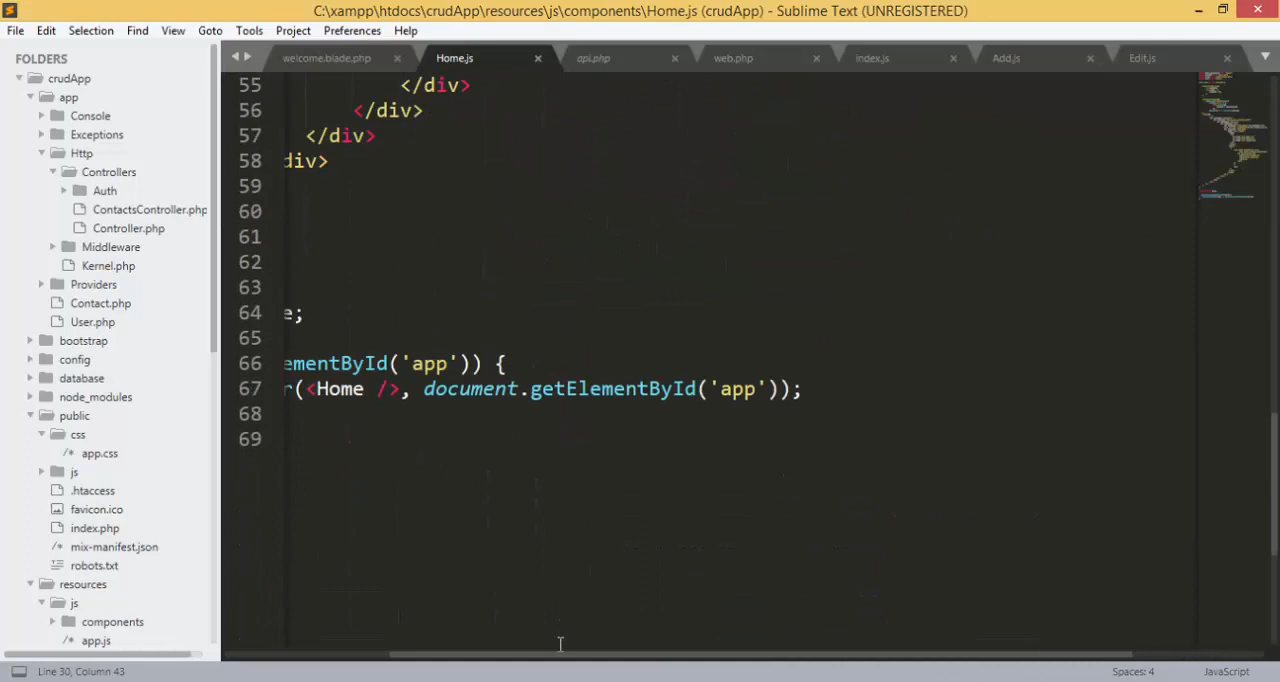 C:\xampp\htdocs\crudApp\resources\js\components\Home.js (crudApp) - Sublime Text (UNREGISTERED)
File Edit Selection Find View Goto Tools Project Preferences Help
FOLDERS
crudApp
app
Console
Exceptions
Http
Controllers
Auth
ContactsController.php
Controller.php
Middleware
Kernel.php
Providers
Contact.php
User.php
bootstrap
config
database
node_modules
public
css
/* app.css
js
.htaccess
favicon.ico
index.php
/* mix-manifest.json
robots.txt
resources
js
components
/* app.js
welcome.blade.php Home.js api.php web.php index.js Add.js Edit.js
55 </div>
56 </div>
57 </div>
58 div>
59
60
61
62
63
64 e;
65
66 ementById('app')) {
67 r(<Home />, document.getElementById('app'));
68
69
Line 30, Column 43 Spaces: 4 JavaScript